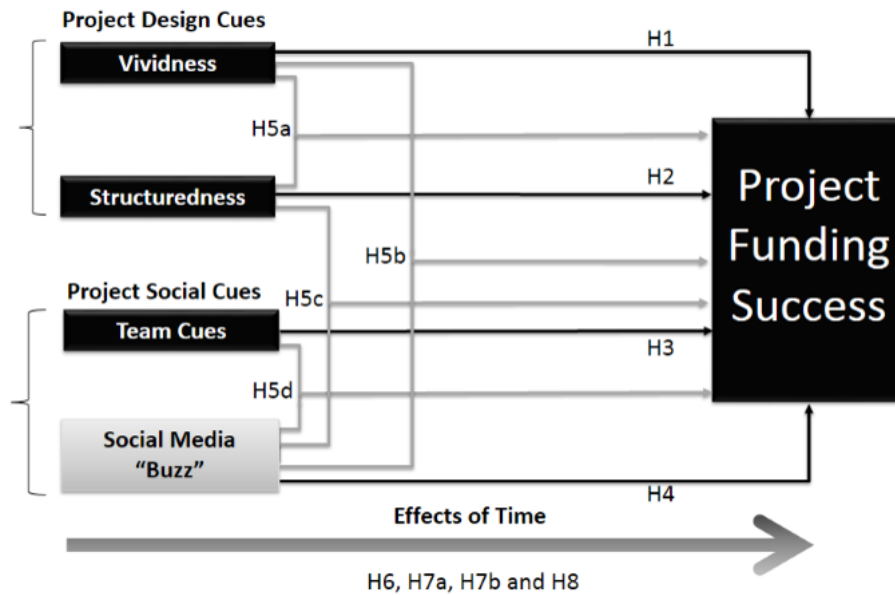 Project Design Cues
Vividness
H1
H5a
Structuredness
H2
Project
Funding
Success
H5b
Project Social Cues
H5c
Team Cues
H3
H5d
Social Media
“Buzz”
H4
Effects of Time
H6, H7a, H7b and H8